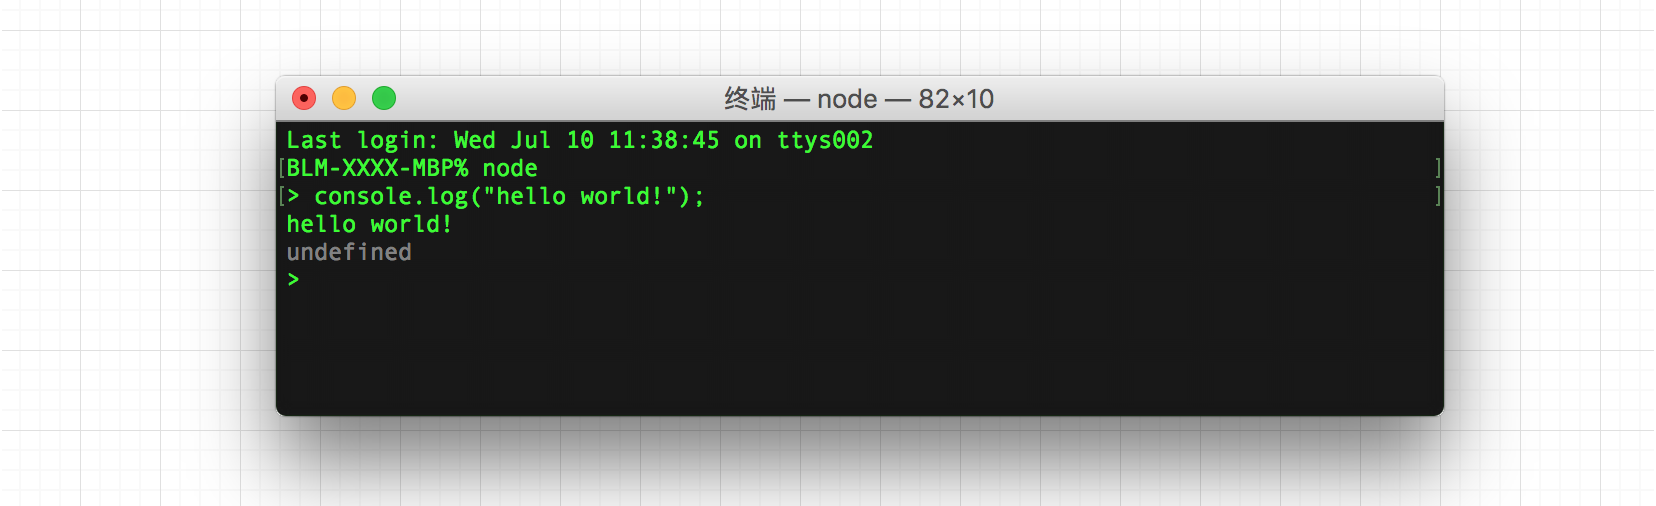 终端 — node — 82×10
Last login: Wed Jul 10 11:38:45 on ttys002
[BLM-XXXX-MBP% node ]
[> console.log("hello world!"); ]
hello world!
undefined
>